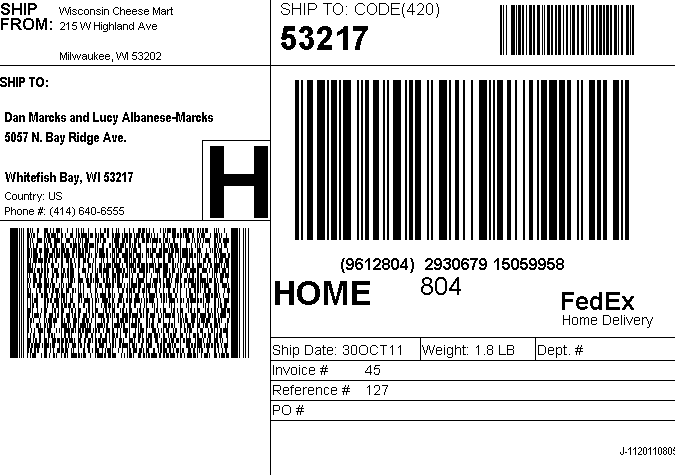 SHIP
FROM:
Wisconsin Cheese Mart
215 W Highland Ave
Milwaukee, WI 53202
SHIP TO: CODE(420)
53217
SHIP TO:
Dan Marcks and Lucy Albanese-Marcks
5057 N. Bay Ridge Ave.
Whitefish Bay, WI 53217
Country: US
Phone #: (414) 640-6555
H
(9612804) 2930679 15059958
HOME 804
FedEx
Home Delivery
Ship Date: 30OCT11 Weight: 1.8 LB Dept. #
Invoice # 45
Reference # 127
PO #
J-1120110805